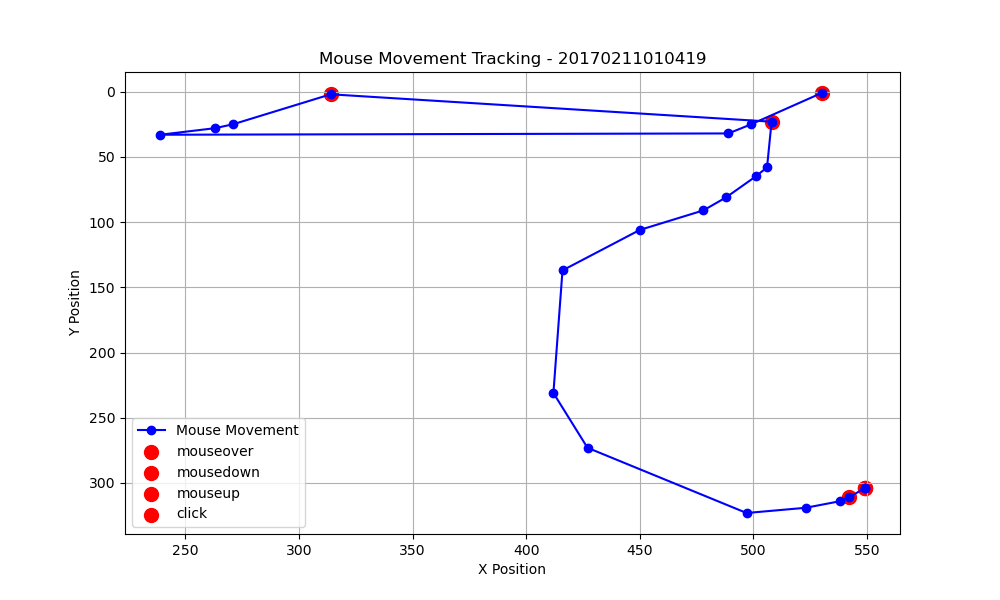 Mouse Movement Tracking - 20170211010419
Y Position
0
50
100
150
200
250
300
Mouse Movement
mouseover
mousedown
mouseup
click
250
300
350
400
450
500
550
X Position